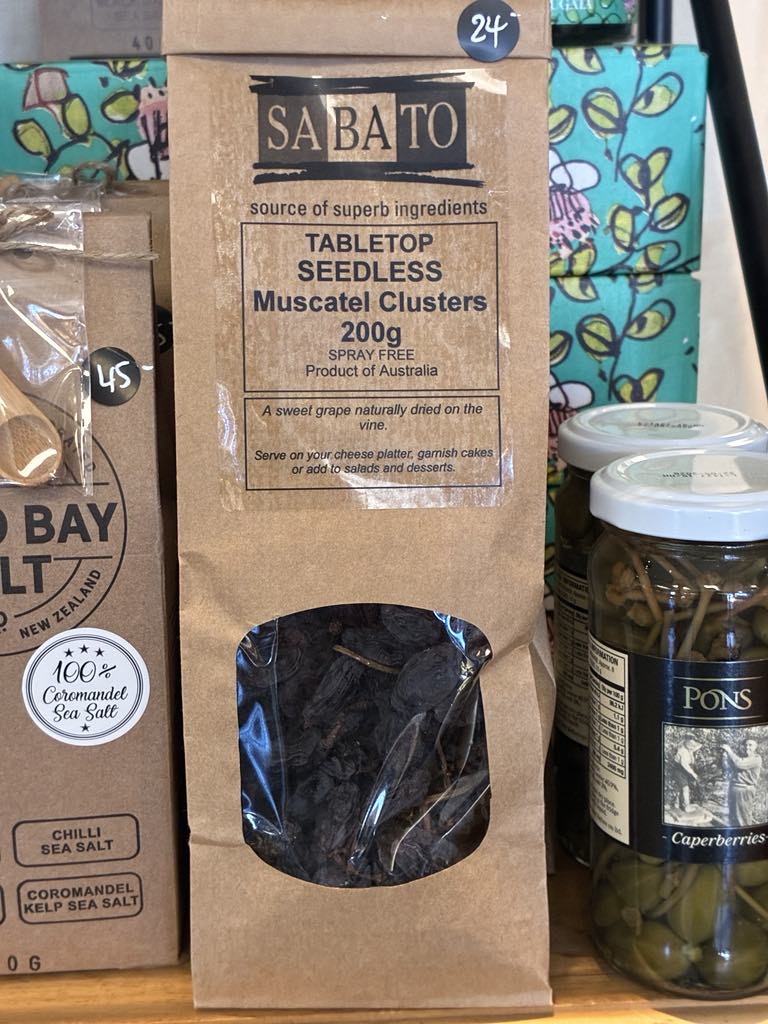 24-
SABATO
source of superb ingredients
TABLETOP
SEEDLESS
Muscatel Clusters
200g
SPRAY FREE
Product of Australia
A sweet grape naturally dried on the
vine.
Serve on your cheese platter, garnish cakes
or add to salads and desserts.
45-
BAY
NEW ZEALAND
100%
Coromandel
Sea Salt
CHILLI
SEA SALT
COROMANDEL
KELP SEA SALT
0G
PONS
- Caperberries -